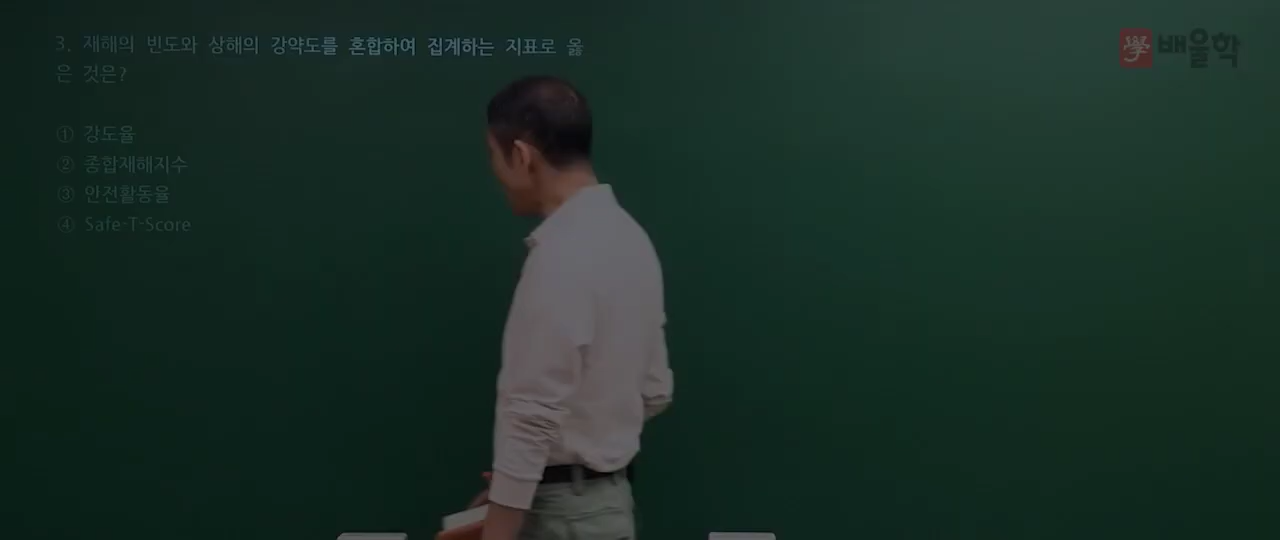 3. 재해의 빈도와 상해의 강약도를 혼합하여 집계하는 지표로 옳
은 것은?
① 강도율
② 종합재해지수
③ 안전활동율
④ Safe-T-Score
學 배울학